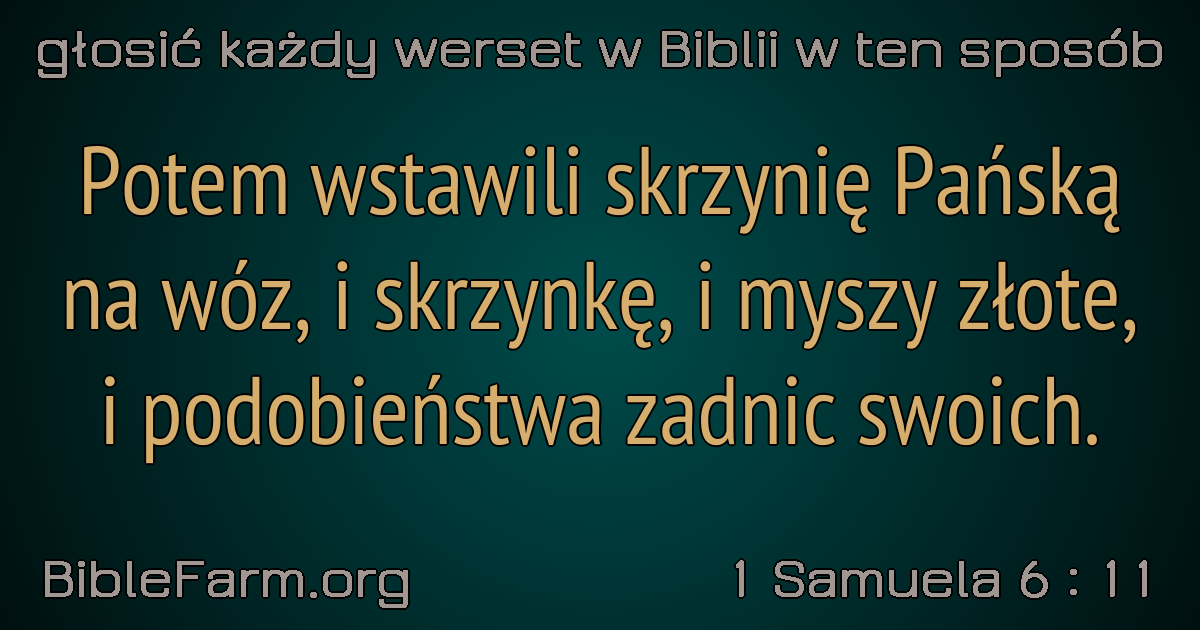 głosić każdy werset w Biblii w ten sposób
Potem wstawili skrzynię Pańską
na wóz, i skrzynkę, i myszy złote,
i podobieństwa zadnic swoich.
BibleFarm.org
1 Samuela 6 : 11